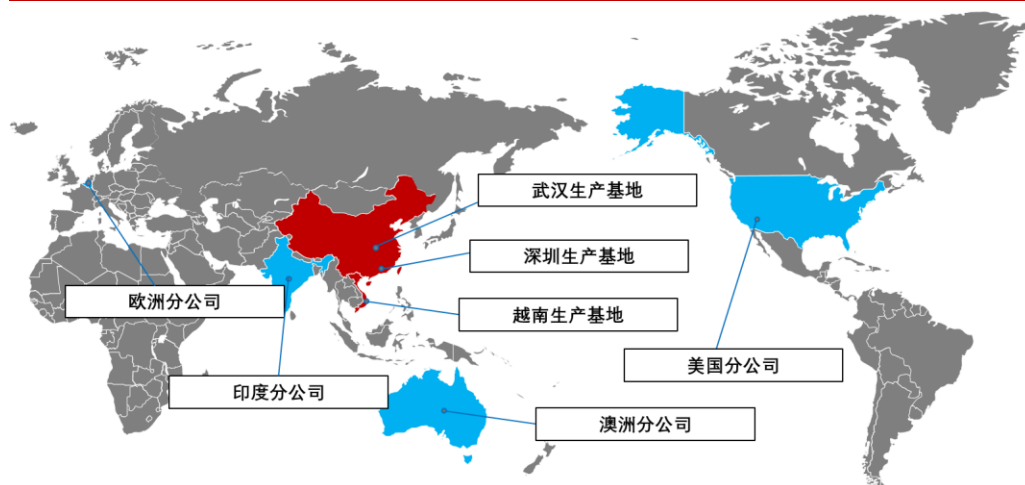 武汉生产基地
深圳生产基地
欧洲分公司
越南生产基地
美国分公司
印度分公司
澳洲分公司